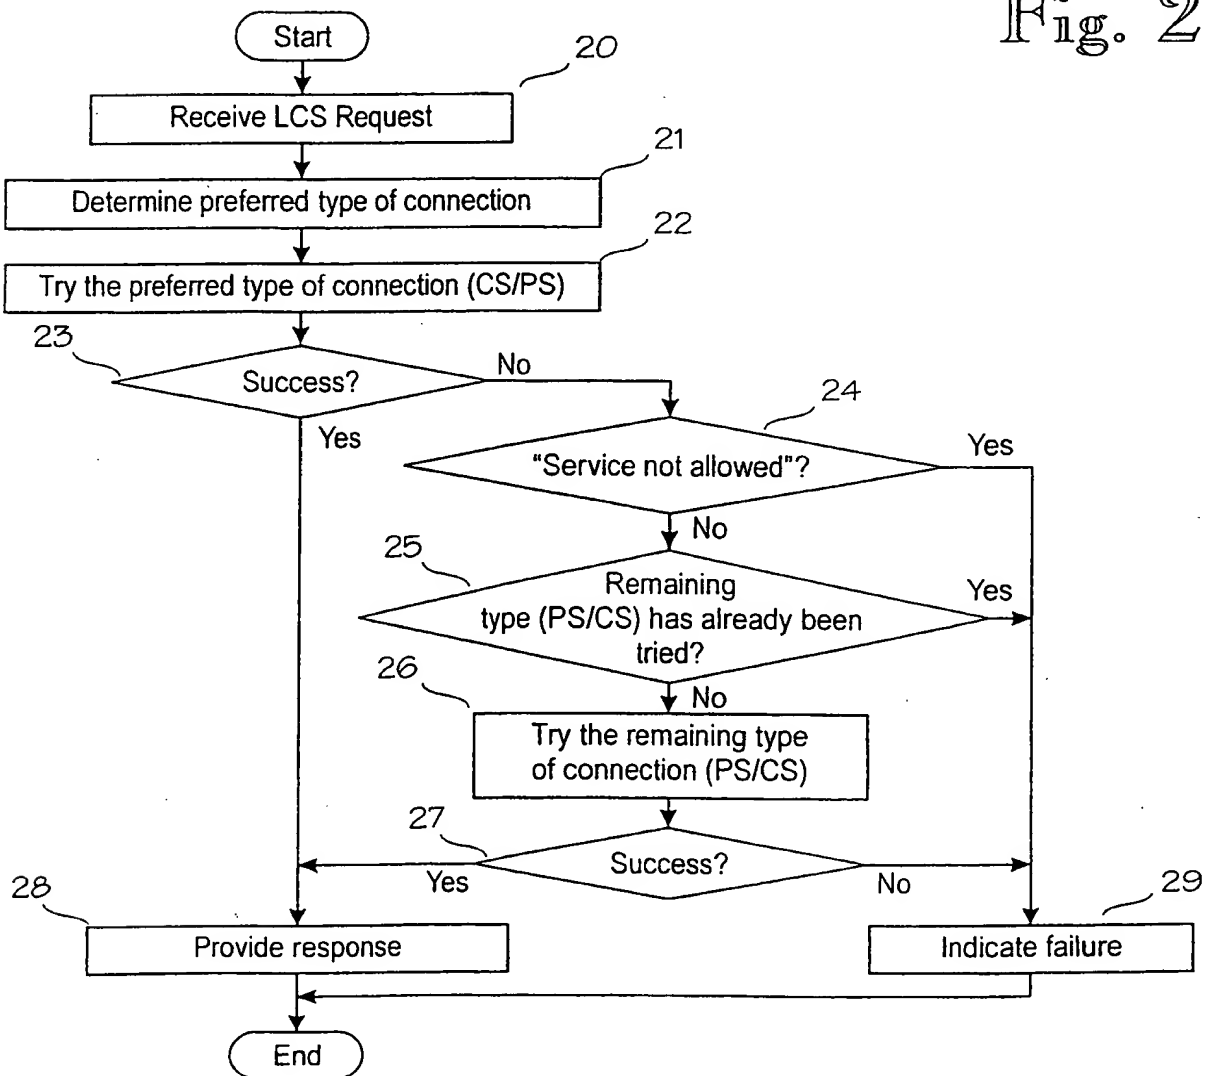 Fig. 2
Start
20
Receive LCS Request
21
Determine preferred type of connection
22
Try the preferred type of connection (CS/PS)
23
Success?
No
Yes
24
"Service not allowed"?
Yes
No
25
Remaining
type (PS/CS) has already been
tried?
Yes
No
26
Try the remaining type
of connection (PS/CS)
27
Success?
Yes
No
28
Provide response
29
Indicate failure
End